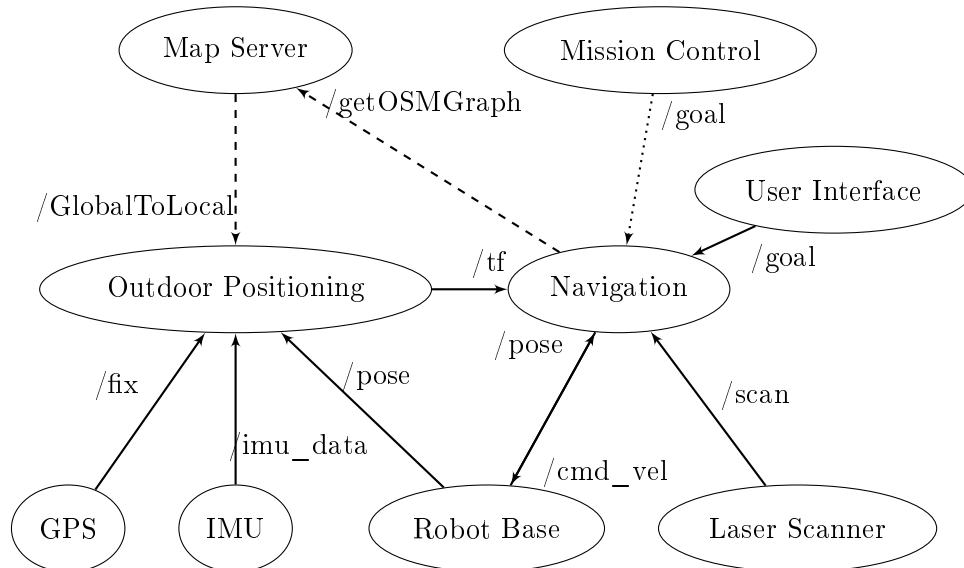 Map Server
Mission Control
/getOSMGraph
/goal
User Interface
/GlobalToLocal
/goal
/tf
Outdoor Positioning
Navigation
/pose
/fix
/pose
/scan
/imu_data
/cmd_vel
GPS
IMU
Robot Base
Laser Scanner